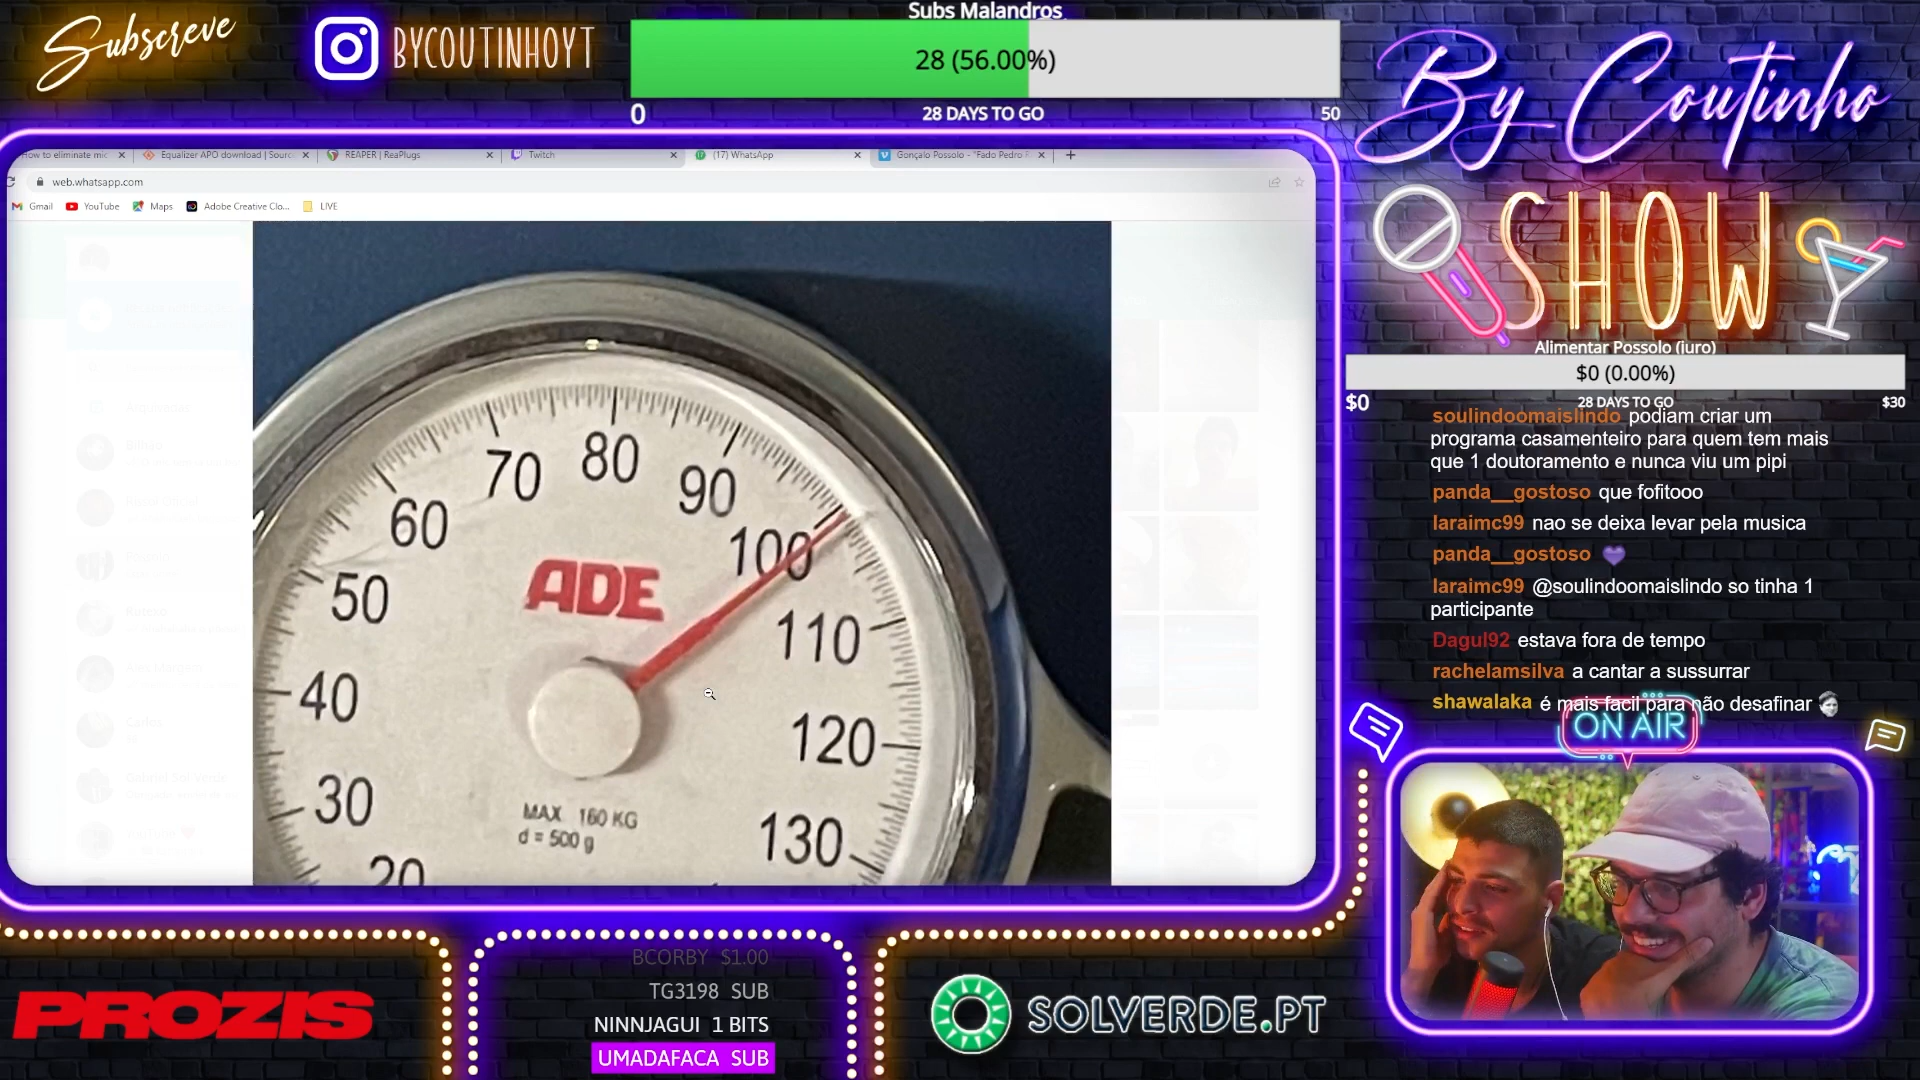 Subscreve
BYCOUTINHOYT
Subs Malandros
28 (56.00%)
0
28 DAYS TO GO
50
By Coutinho
SHOW
How to eliminate mic
Equalizer APO download | Source
REAPER | ReaPlugs
Twitch
(17) WhatsApp
Gonçalo Possolo - "Fado Pedro
web.whatsapp.com
Gmail
YouTube
Maps
Adobe Creative Clo...
LIVE
20
30
40
50
60
70
80
90
100
110
120
130
ADE
MAX 160 KG
d = 500 g
Alimentar Possolo (juro)
$0 (0.00%)
$0
28 DAYS TO GO
$30
soulindoomaislindo podiam criar um
programa casamenteiro para quem tem mais
que 1 doutoramento e nunca viu um pipi
panda__gostoso que fofitooo
laraimc99 nao se deixa levar pela musica
panda__gostoso
laraimc99 @soulindoomaislindo so tinha 1
participante
Dagul92 estava fora de tempo
rachelamsilva a cantar a sussurrar
shawalaka é mais facil para não desafinar
ON AIR
PROZIS
BCORBY $1.00
TG3198 SUB
NINNJAGUI 1 BITS
UMADAFACA SUB
SOLVERDE.PT